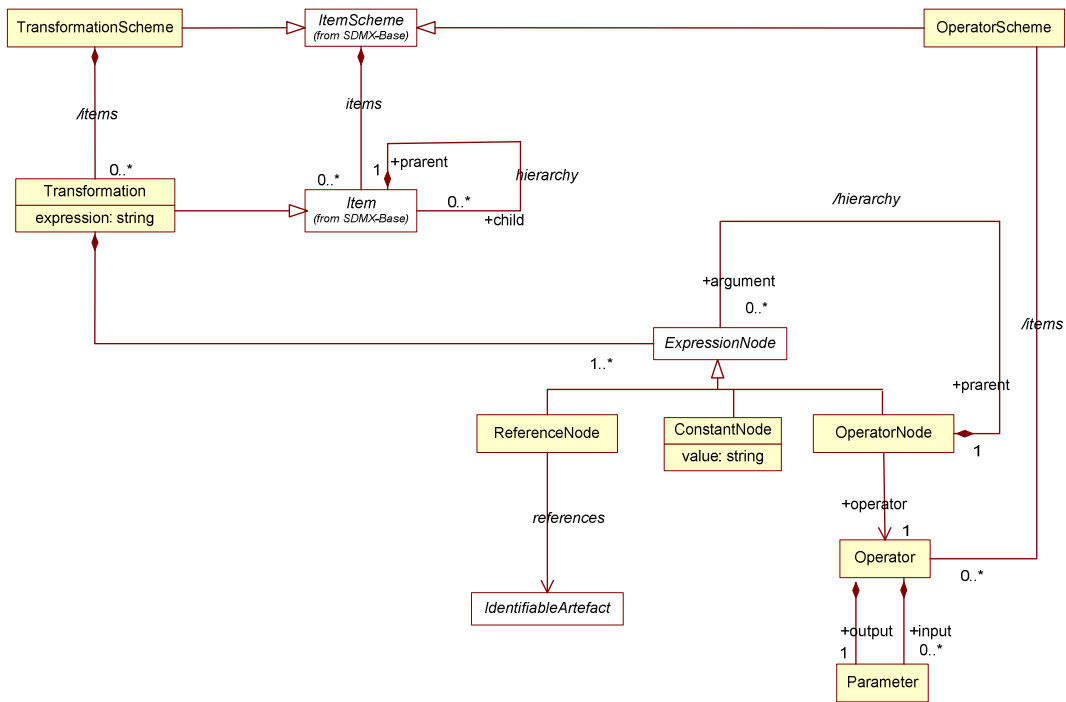 TransformationScheme
ItemScheme
(from SDMX-Base)
OperatorScheme
/items
items
0..*
Transformation
expression: string
0..*
1
+prarent
hierarchy
Item
(from SDMX-Base)
0..*
+child
/hierarchy
+argument
0..*
/items
ExpressionNode
1..*
+prarent
ReferenceNode
ConstantNode
value: string
OperatorNode
1
+operator
references
1
Operator
0..*
IdentifiableArtefact
+output
+input
1
0..*
Parameter